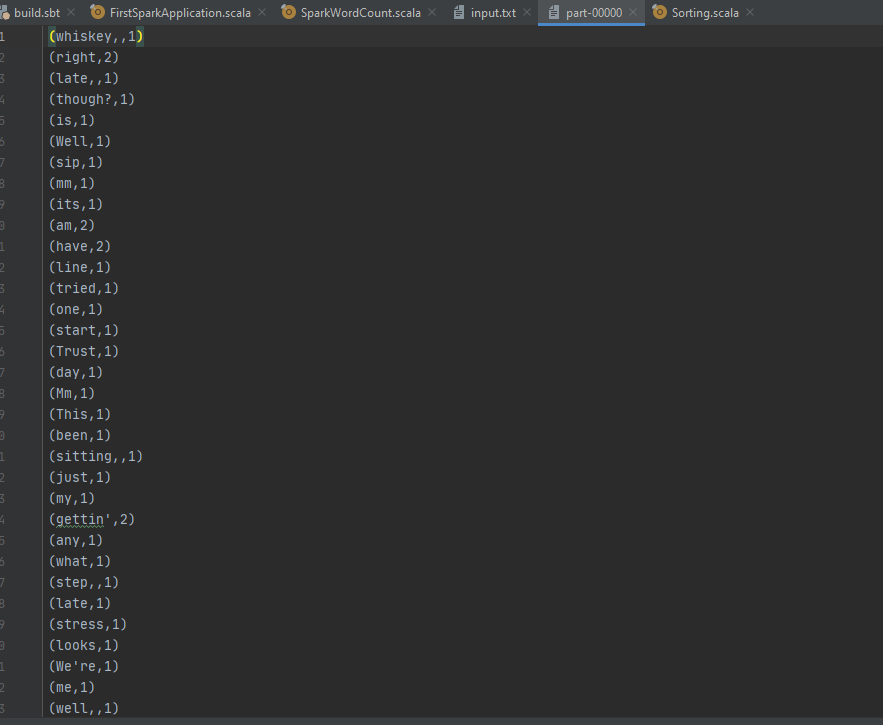 build.sbt FirstSparkApplication.scala SparkWordCount.scala input.txt part-00000 Sorting.scala
1 (whiskey,,1)
2 (right,2)
3 (late,,1)
4 (though?,1)
5 (is,1)
6 (Well,1)
7 (sip,1)
8 (mm,1)
9 (its,1)
0 (am,2)
1 (have,2)
2 (line,1)
3 (tried,1)
4 (one,1)
5 (start,1)
6 (Trust,1)
7 (day,1)
8 (Mm,1)
9 (This,1)
0 (been,1)
1 (sitting,,1)
2 (just,1)
3 (my,1)
4 (gettin',2)
5 (any,1)
6 (what,1)
7 (step,,1)
8 (late,1)
9 (stress,1)
0 (looks,1)
1 (We're,1)
2 (me,1)
3 (well,,1)